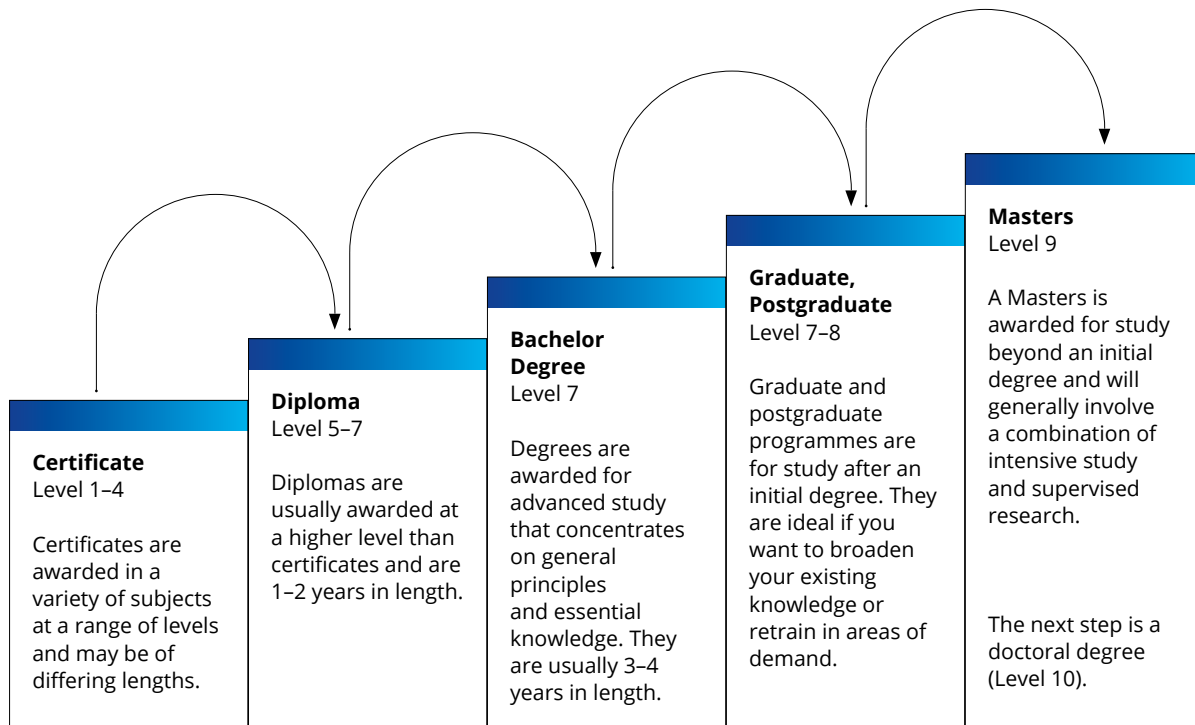 Certificate
Level 1–4
Certificates are
awarded in a
variety of subjects
at a range of levels
and may be of
differing lengths.
Diploma
Level 5–7
Diplomas are
usually awarded at
a higher level than
certificates and are
1–2 years in length.
Bachelor
Degree
Level 7
Degrees are
awarded for
advanced study
that concentrates
on general
principles
and essential
knowledge. They
are usually 3–4
years in length.
Graduate,
Postgraduate
Level 7–8
Graduate and
postgraduate
programmes are
for study after an
initial degree. They
are ideal if you
want to broaden
your existing
knowledge or
retrain in areas of
demand.
Masters
Level 9
A Masters is
awarded for study
beyond an initial
degree and will
generally involve
a combination of
intensive study
and supervised
research.
The next step is a
doctoral degree
(Level 10).